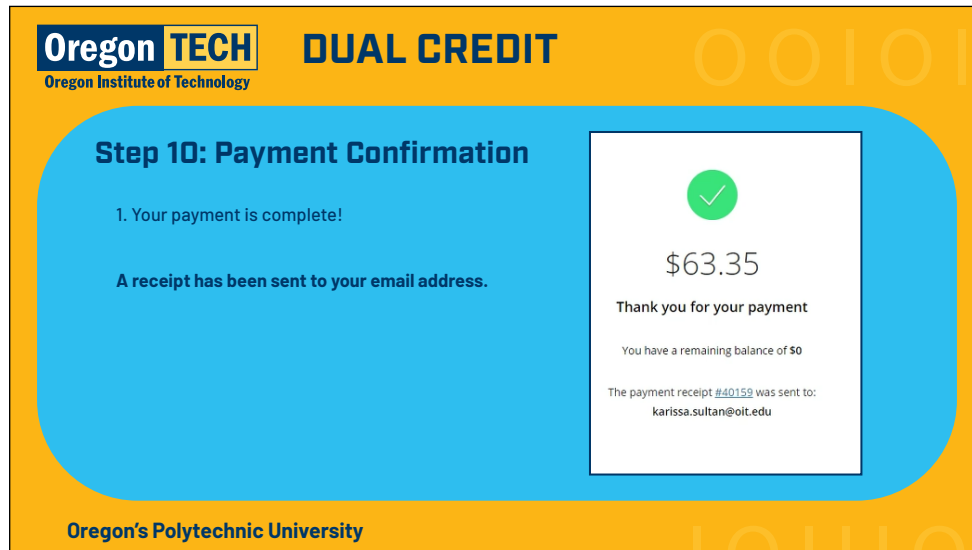 Oregon TECH
Oregon Institute of Technology
DUAL CREDIT
OOIOI
Step 10: Payment Confirmation
1. Your payment is complete!
A receipt has been sent to your email address.
$63.35
Thank you for your payment
You have a remaining balance of $0
The payment receipt #40159 was sent to:
karissa.sultan@oit.edu
Oregon's Polytechnic University